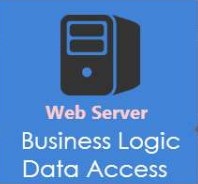 Web Server
Business Logic
Data Access